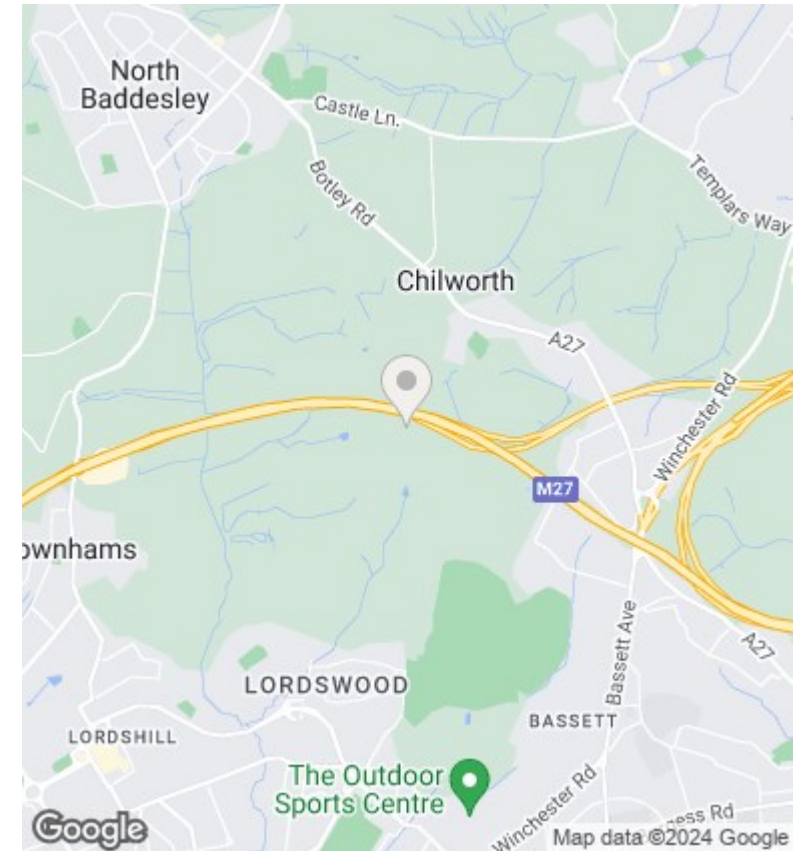 North
Baddesley
Castle Ln.
Botley Rd
Templars Way
Chilworth
A27
Winchester Rd
M27
ownhams
Bassett Ave
A27
LORDSWOOD
BASSETT
LORDSHILL
The Outdoor
Sports Centre
Winchester Rd
ess Rd
Google
Map data ©2024 Google